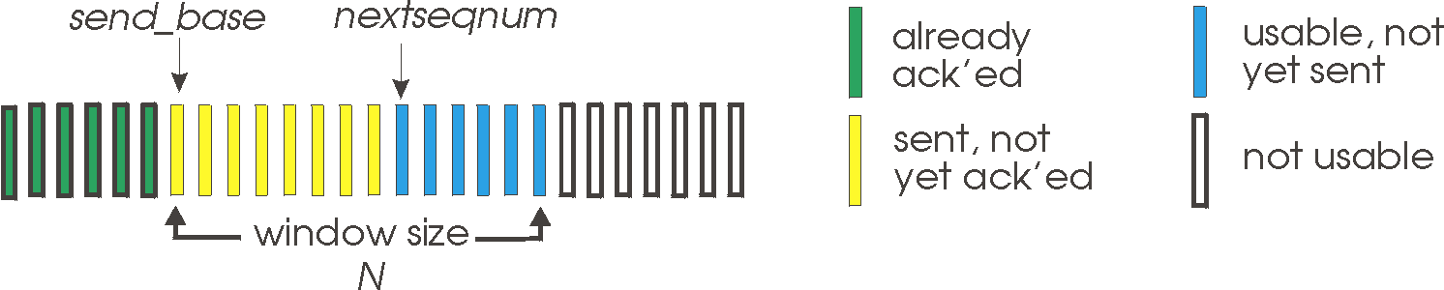 send_base
nextseqnum
window size
N
already
ack'ed
sent, not
yet ack'ed
usable, not
yet sent
not usable